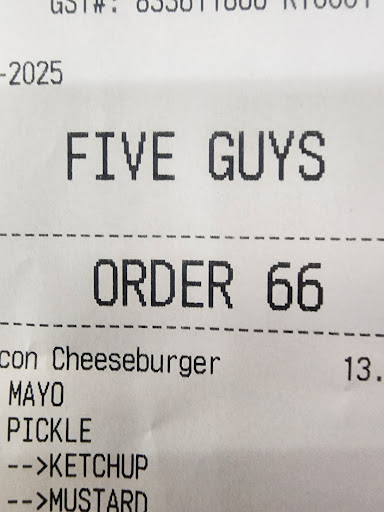 -2025
FIVE GUYS
ORDER 66
con Cheeseburger 13.
MAYO
PICKLE
-->KETCHUP
-->MUSTARD